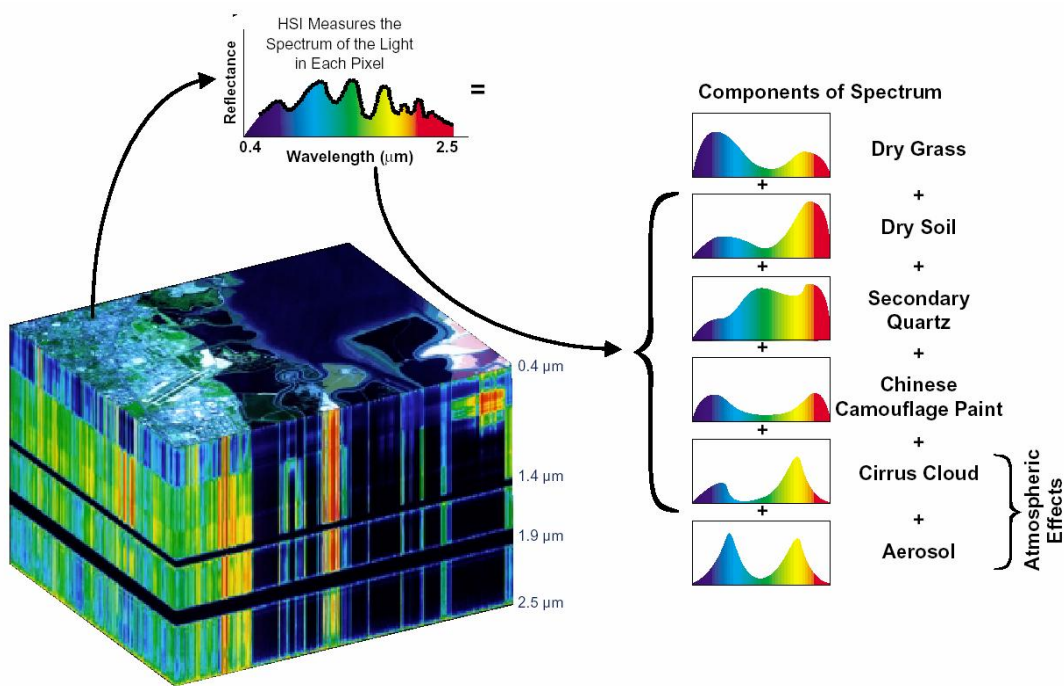 HSI Measures the
Spectrum of the Light
in Each Pixel
Reflectance
=
0.4
2.5
Wavelength (μm)
Components of Spectrum
Dry Grass
+
+
Dry Soil
+
+
Secondary
Quartz
+
+
Chinese
Camouflage Paint
+
+
Cirrus Cloud
+
+
Aerosol
Atmospheric
Effects
0.4 μm
1.4 μm
1.9 μm
2.5 μm